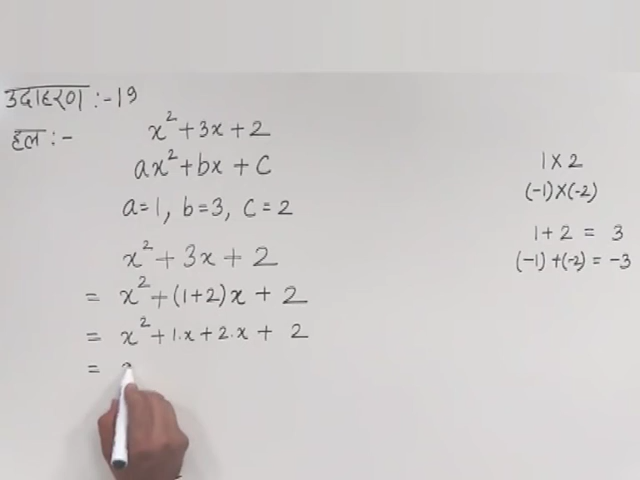 उदाहरण :- 19
हल :- x² + 3x + 2
ax² + bx + C
a=1, b=3, C=2
x² + 3x + 2
= x² + (1+2)x + 2
= x² + 1.x + 2.x + 2
=
1 × 2
(-1)×(-2)
1 + 2 = 3
(-1) + (-2) = -3